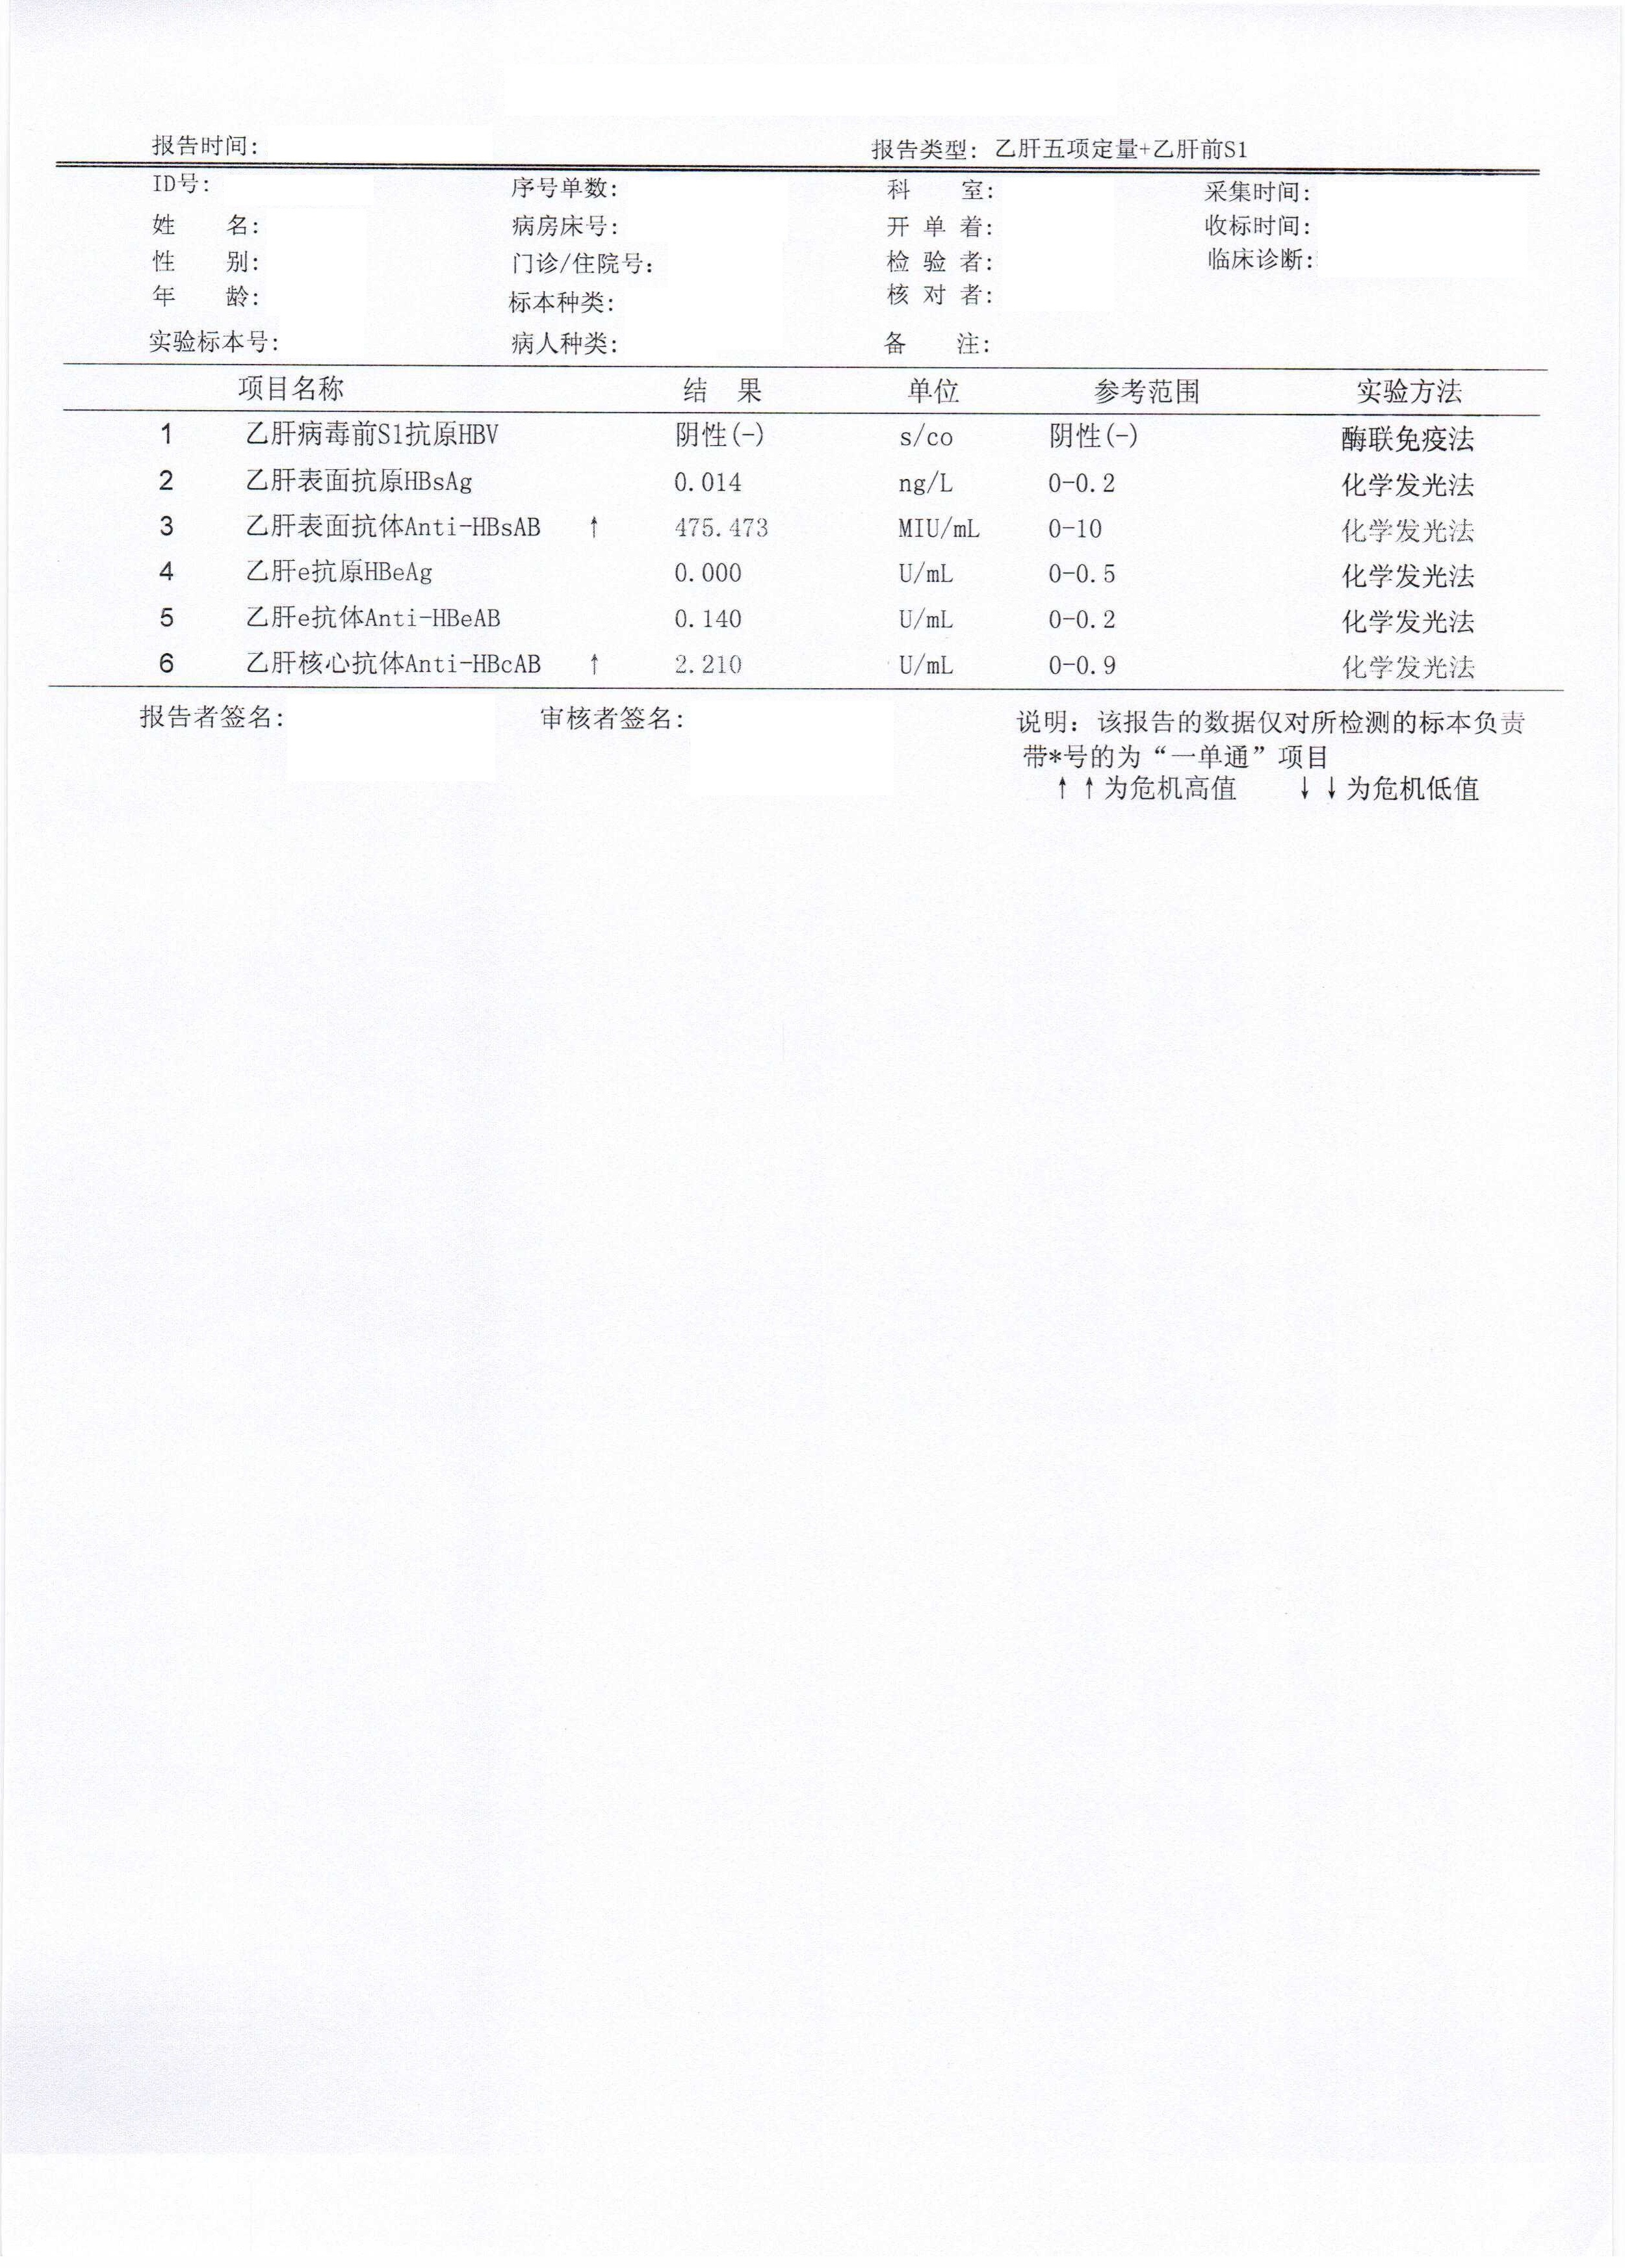 报告时间: 报告类型: 乙肝五项定量+乙肝前S1
ID号: 序号单数: 科 室: 采集时间:
姓 名: 病房床号: 开 单 着: 收标时间:
性 别: 门诊/住院号: 检 验 者: 临床诊断:
年 龄: 标本种类: 核 对 者:
实验标本号: 病人种类: 备 注:
项目名称 结 果 单位 参考范围 实验方法
1 乙肝病毒前S1抗原HBV 阴性(-) s/co 阴性(-) 酶联免疫法
2 乙肝表面抗原HBsAg 0.014 ng/L 0-0.2 化学发光法
3 乙肝表面抗体Anti-HBsAB ↑ 475.473 MIU/mL 0-10 化学发光法
4 乙肝e抗原HBeAg 0.000 U/mL 0-0.5 化学发光法
5 乙肝e抗体Anti-HBeAB 0.140 U/mL 0-0.2 化学发光法
6 乙肝核心抗体Anti-HBcAB ↑ 2.210 U/mL 0-0.9 化学发光法
报告者签名: 审核者签名: 说明: 该报告的数据仅对所检测的标本负责
带*号的为“一单通”项目
↑↑为危机高值 ↓↓为危机低值